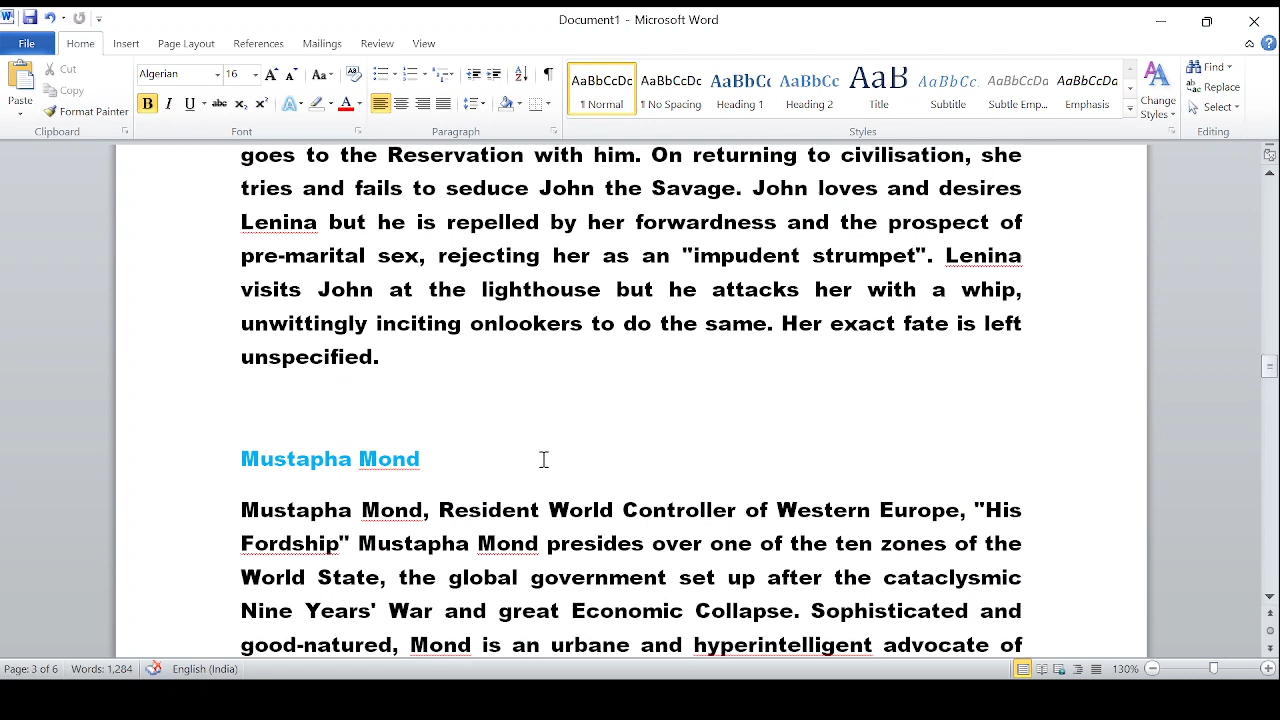 Document1 - Microsoft Word
File Home Insert Page Layout References Mailings Review View
Paste Cut Copy Format Painter
Algerian 16
AaBbCcDc AaBbCcDc AaBbCc AaBbCc AaB AaBbCc. AaBbCcDc AaBbCcDc
¶ Normal ¶ No Spacing Heading 1 Heading 2 Title Subtitle Subtle Emp... Emphasis
Change Styles
Find Replace Select
Clipboard Font Paragraph Styles Editing
goes to the Reservation with him. On returning to civilisation, she
tries and fails to seduce John the Savage. John loves and desires
Lenina but he is repelled by her forwardness and the prospect of
pre-marital sex, rejecting her as an "impudent strumpet". Lenina
visits John at the lighthouse but he attacks her with a whip,
unwittingly inciting onlookers to do the same. Her exact fate is left
unspecified.
Mustapha Mond
Mustapha Mond, Resident World Controller of Western Europe, "His
Fordship" Mustapha Mond presides over one of the ten zones of the
World State, the global government set up after the cataclysmic
Nine Years' War and great Economic Collapse. Sophisticated and
good-natured, Mond is an urbane and hyperintelligent advocate of
Page: 3 of 6 Words: 1,284 English (India) 130%